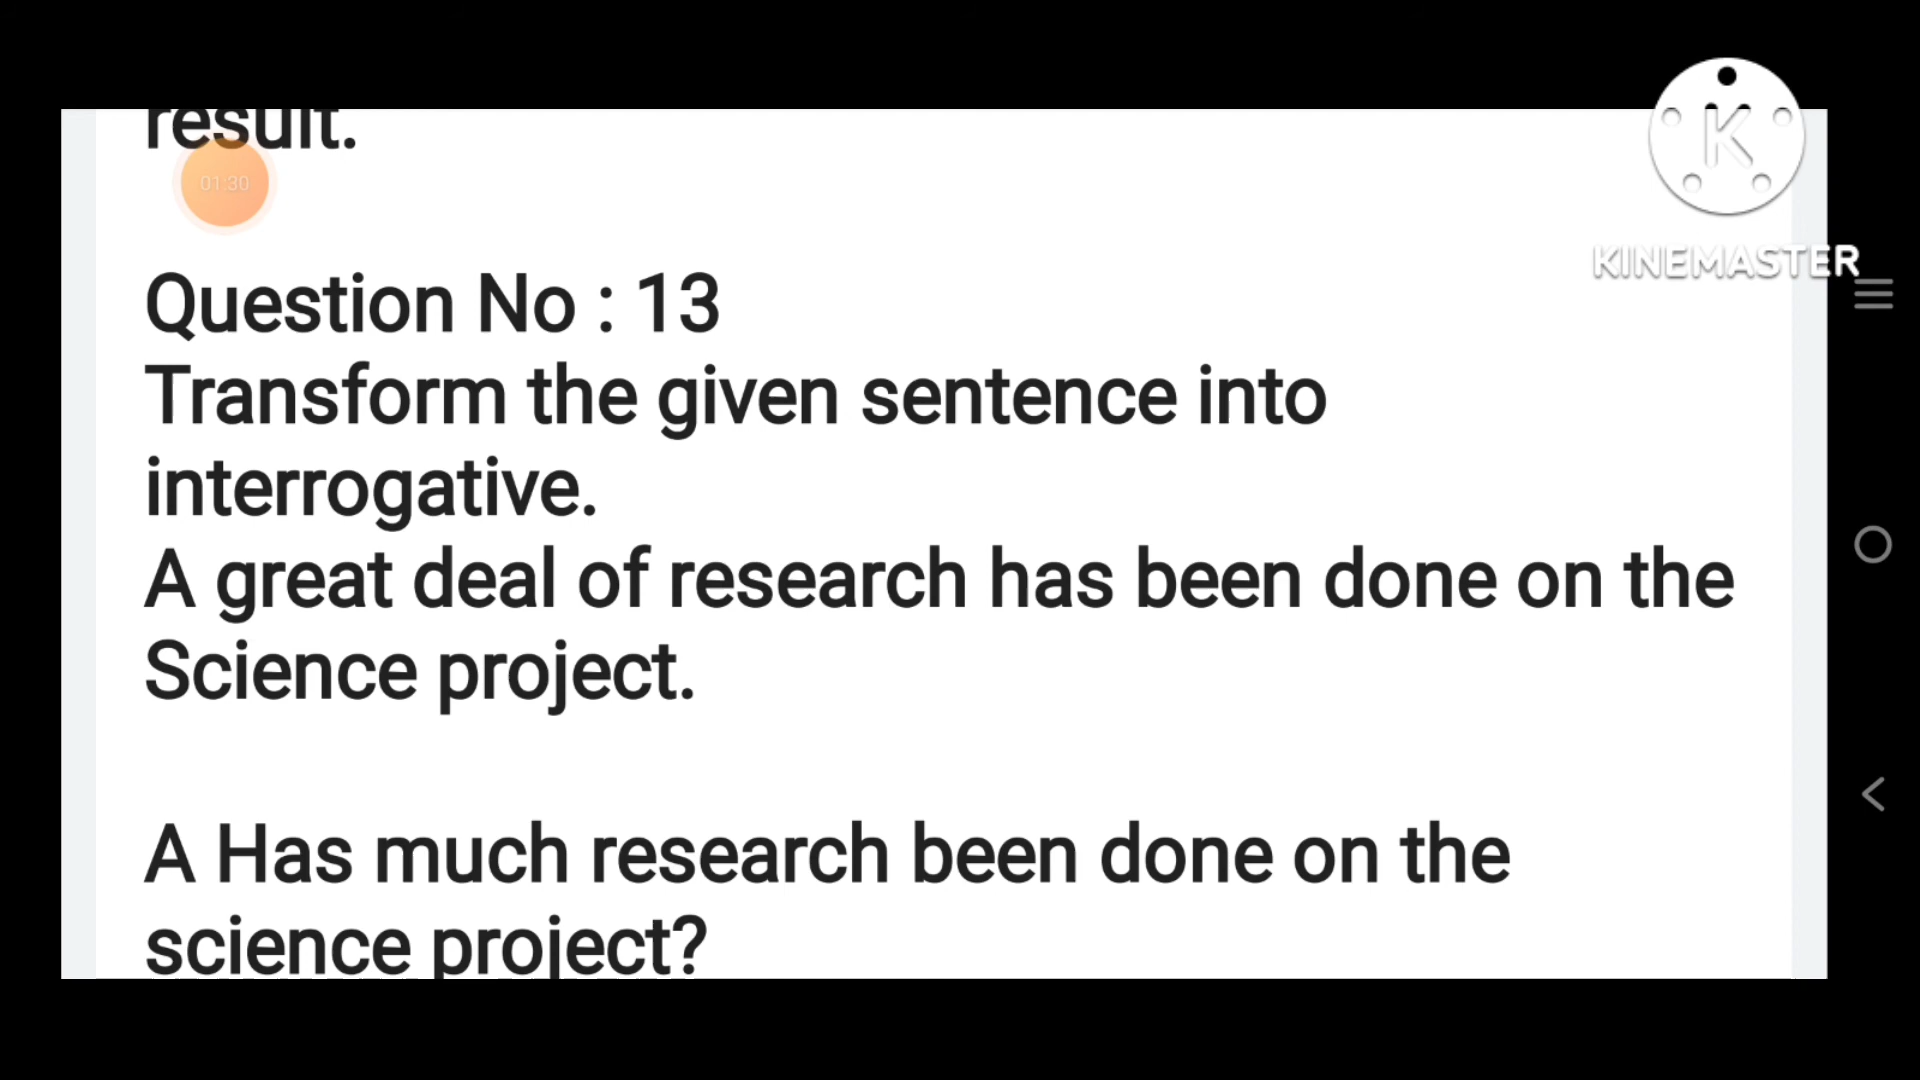 result.
01:30
K
KINEMASTER
Question No : 13
Transform the given sentence into
interrogative.
A great deal of research has been done on the
Science project.
A Has much research been done on the
science project?